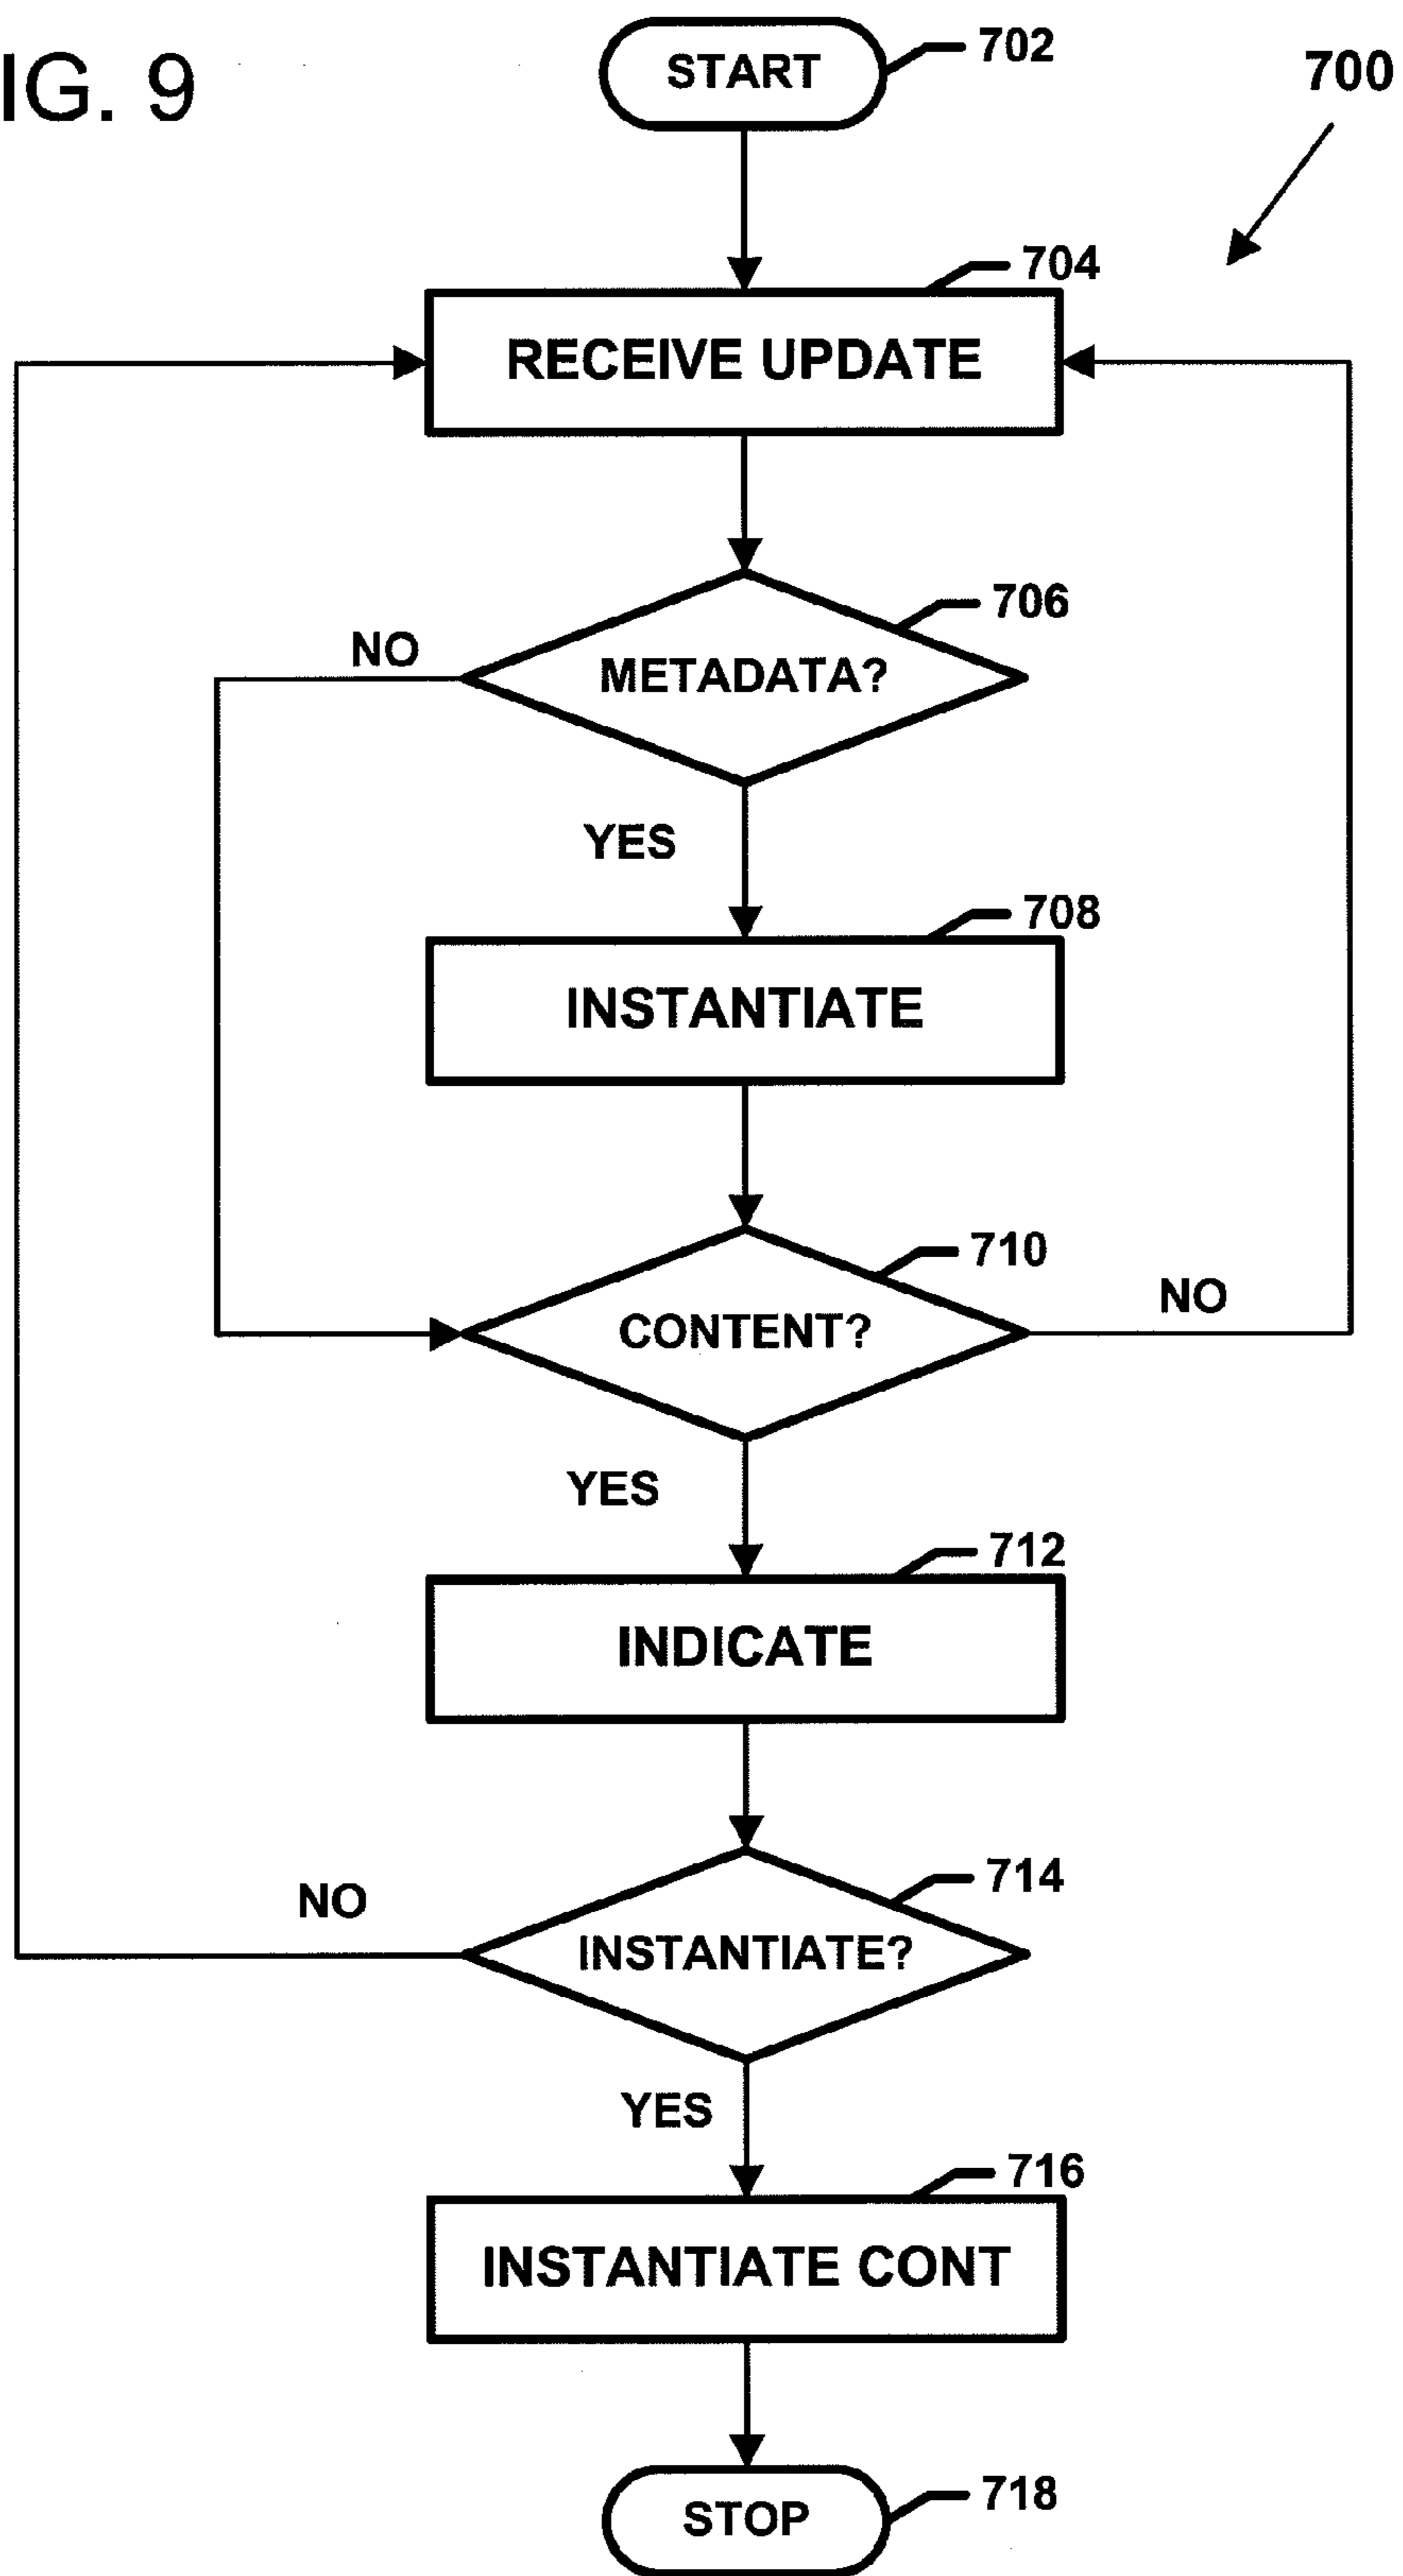 IG. 9
START
702
700
704
RECEIVE UPDATE
706
NO
METADATA?
YES
708
INSTANTIATE
710
NO
CONTENT?
YES
712
INDICATE
714
NO
INSTANTIATE?
YES
716
INSTANTIATE CONT
STOP
718